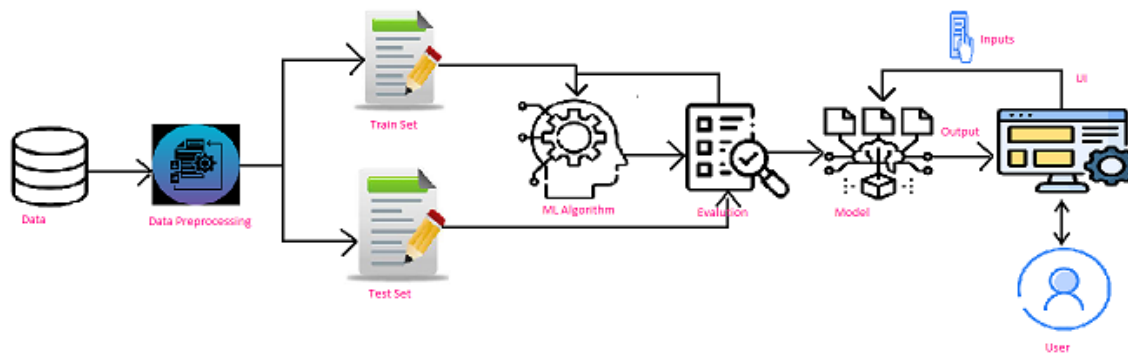 Inputs
UI
Train Set
Output
Data
Data Preprocessing
ML Algorithm
Evaluation
Model
Test Set
User